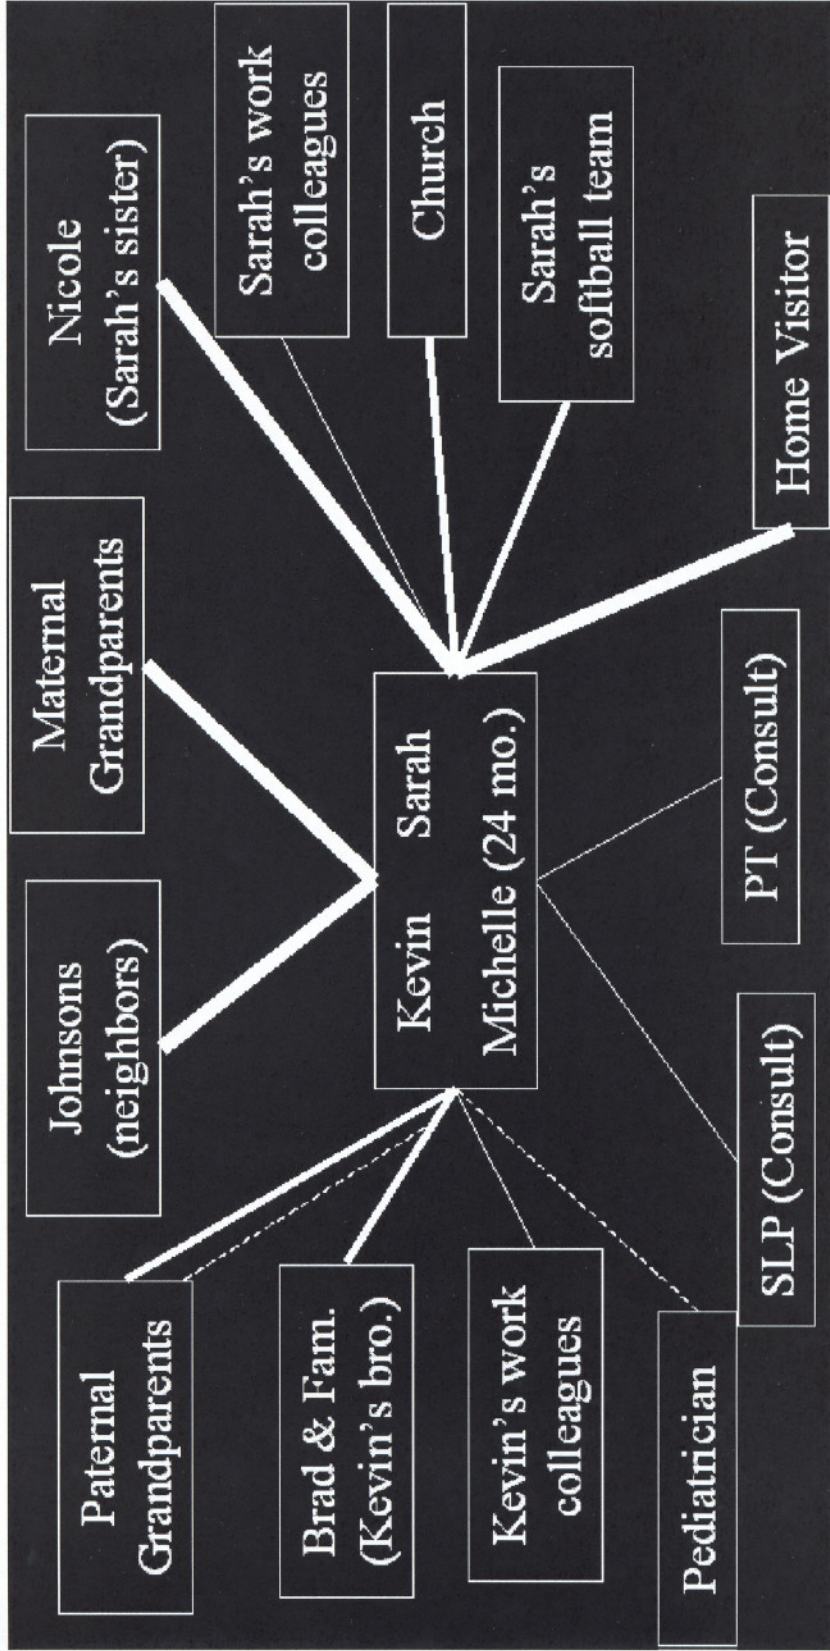 Paternal
Grandparents
Johnsons
(neighbors)
Maternal
Grandparents
Nicole
(Sarah's sister)
Brad & Fam.
(Kevin's bro.)
Sarah's work
colleagues
Kevin Sarah
Michelle (24 mo.)
Church
Kevin's work
colleagues
Sarah's
softball team
Pediatrician
SLP (Consult)
PT (Consult)
Home Visitor